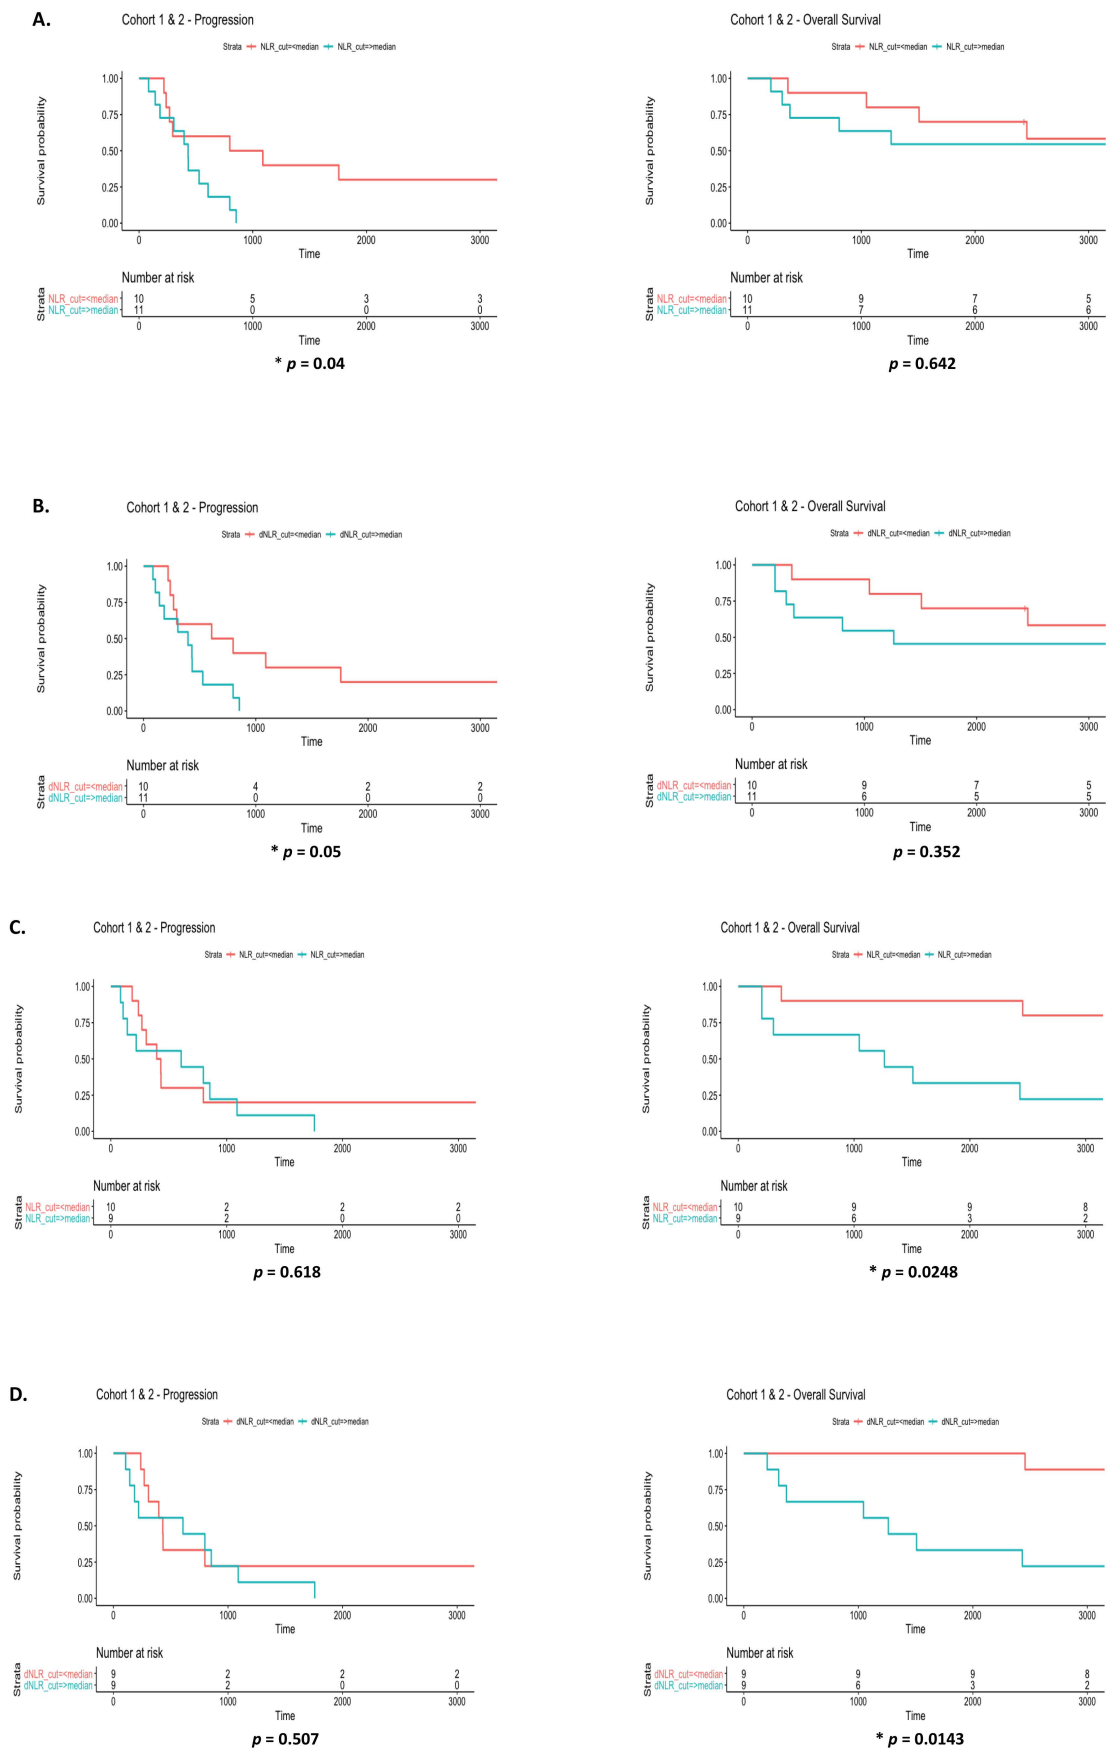 A.
Cohort 1 & 2 - Progression
Strata NLR_cut=<median NLR_cut=>median
Survival probability
1.00
0.75
0.50
0.25
0.00
0 1000 2000 3000
Time
Number at risk
Strata
NLR_cut=<median 10 5 3 3
NLR_cut=>median 11 0 0 0
0 1000 2000 3000
Time
* p = 0.04
Cohort 1 & 2 - Overall Survival
Strata NLR_cut=<median NLR_cut=>median
Survival probability
1.00
0.75
0.50
0.25
0.00
0 1000 2000 3000
Time
Number at risk
Strata
NLR_cut=<median 10 9 7 5
NLR_cut=>median 11 7 6 6
0 1000 2000 3000
Time
p = 0.642
B.
Cohort 1 & 2 - Progression
Strata dNLR_cut=<median dNLR_cut=>median
Survival probability
1.00
0.75
0.50
0.25
0.00
0 1000 2000 3000
Time
Number at risk
Strata
dNLR_cut=<median 10 4 2 2
dNLR_cut=>median 11 0 0 0
0 1000 2000 3000
Time
* p = 0.05
Cohort 1 & 2 - Overall Survival
Strata dNLR_cut=<median dNLR_cut=>median
Survival probability
1.00
0.75
0.50
0.25
0.00
0 1000 2000 3000
Time
Number at risk
Strata
dNLR_cut=<median 10 9 7 5
dNLR_cut=>median 11 6 5 5
0 1000 2000 3000
Time
p = 0.352
C.
Cohort 1 & 2 - Progression
Strata NLR_cut=<median NLR_cut=>median
Survival probability
1.00
0.75
0.50
0.25
0.00
0 1000 2000 3000
Time
Number at risk
Strata
NLR_cut=<median 10 2 2 2
NLR_cut=>median 9 2 0 0
0 1000 2000 3000
Time
p = 0.618
Cohort 1 & 2 - Overall Survival
Strata NLR_cut=<median NLR_cut=>median
Survival probability
1.00
0.75
0.50
0.25
0.00
0 1000 2000 3000
Time
Number at risk
Strata
NLR_cut=<median 10 9 9 8
NLR_cut=>median 9 6 3 2
0 1000 2000 3000
Time
* p = 0.0248
D.
Cohort 1 & 2 - Progression
Strata dNLR_cut=<median dNLR_cut=>median
Survival probability
1.00
0.75
0.50
0.25
0.00
0 1000 2000 3000
Time
Number at risk
Strata
dNLR_cut=<median 9 2 2 2
dNLR_cut=>median 9 2 0 0
0 1000 2000 3000
Time
p = 0.507
Cohort 1 & 2 - Overall Survival
Strata dNLR_cut=<median dNLR_cut=>median
Survival probability
1.00
0.75
0.50
0.25
0.00
0 1000 2000 3000
Time
Number at risk
Strata
dNLR_cut=<median 9 9 9 8
dNLR_cut=>median 9 6 3 2
0 1000 2000 3000
Time
* p = 0.0143